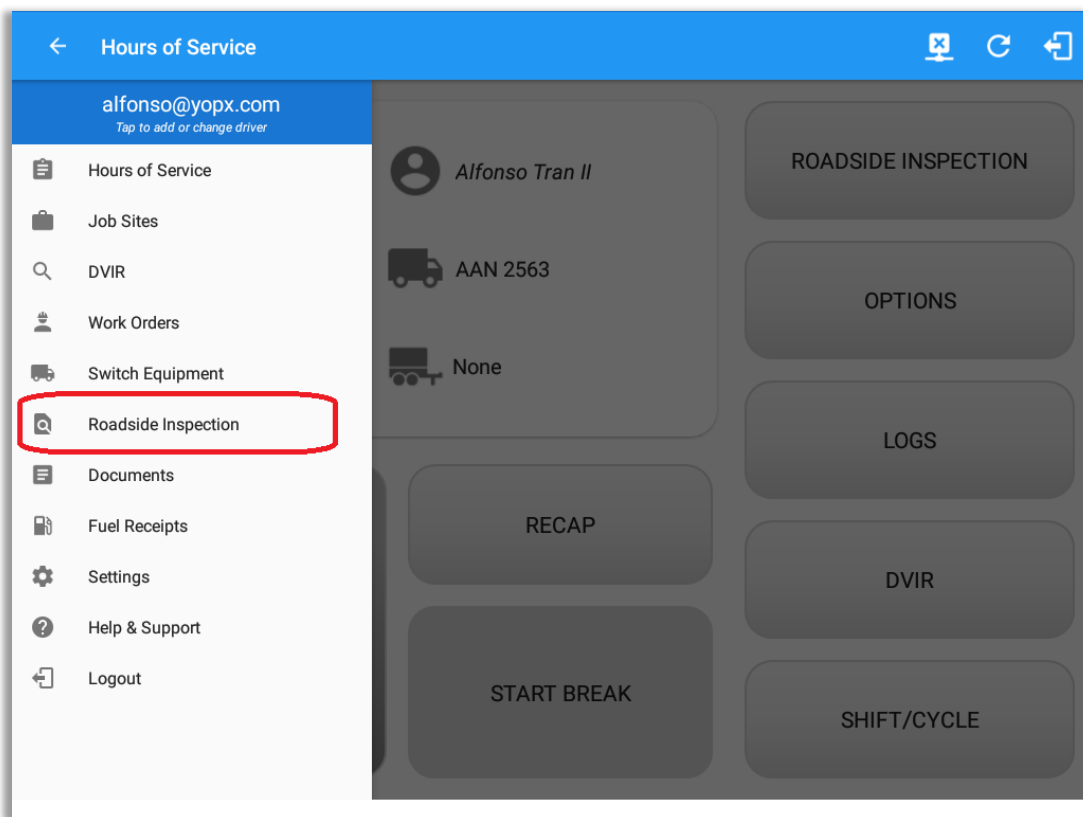 Hours of Service
alfonso@yopx.com
Tap to add or change driver
Hours of Service
Job Sites
DVIR
Work Orders
Switch Equipment
Roadside Inspection
Documents
Fuel Receipts
Settings
Help & Support
Logout
Alfonso Tran II
AAN 2563
None
RECAP
START BREAK
ROADSIDE INSPECTION
OPTIONS
LOGS
DVIR
SHIFT/CYCLE